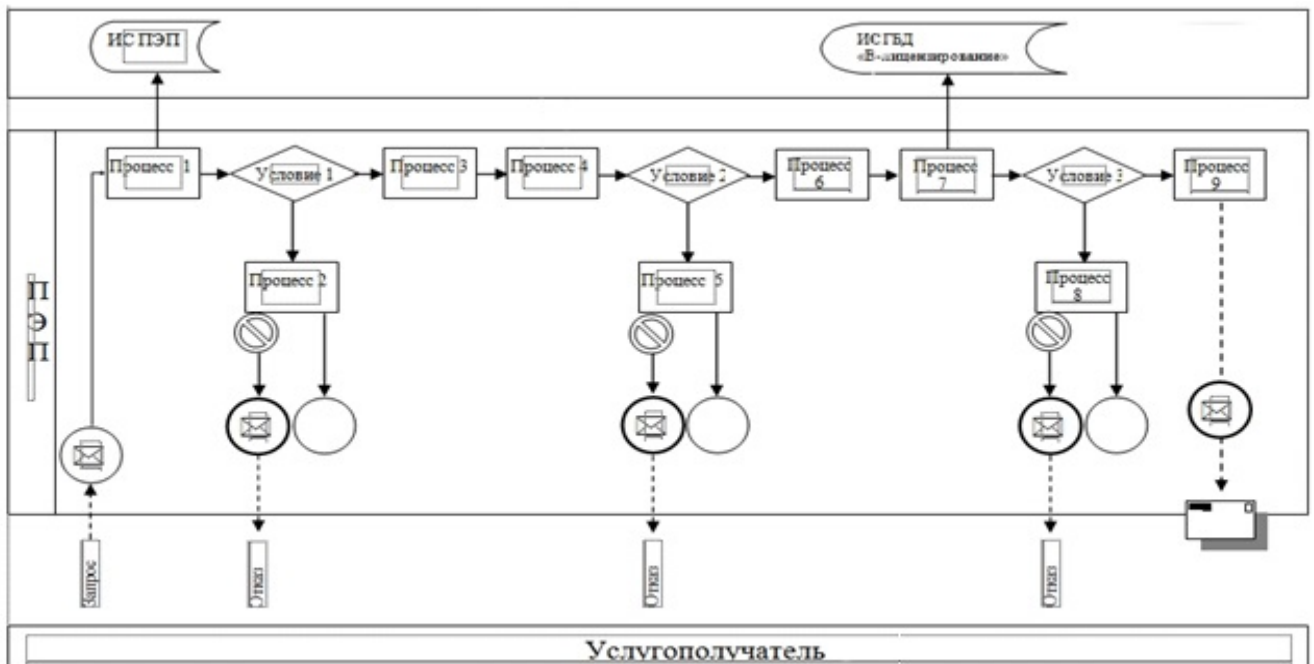 ИС ПЭП
ИС ГБД
«Е-лицензирование»
Процесс 1
Условие 1
Процесс 3
Процесс 4
Условие 2
Процесс
6
Процесс
7
Условие 3
Процесс
9
Процесс 2
Процесс 5
Процесс
8
ПЭП
Запрос
Отказ
Отказ
Отказ
Услугополучатель